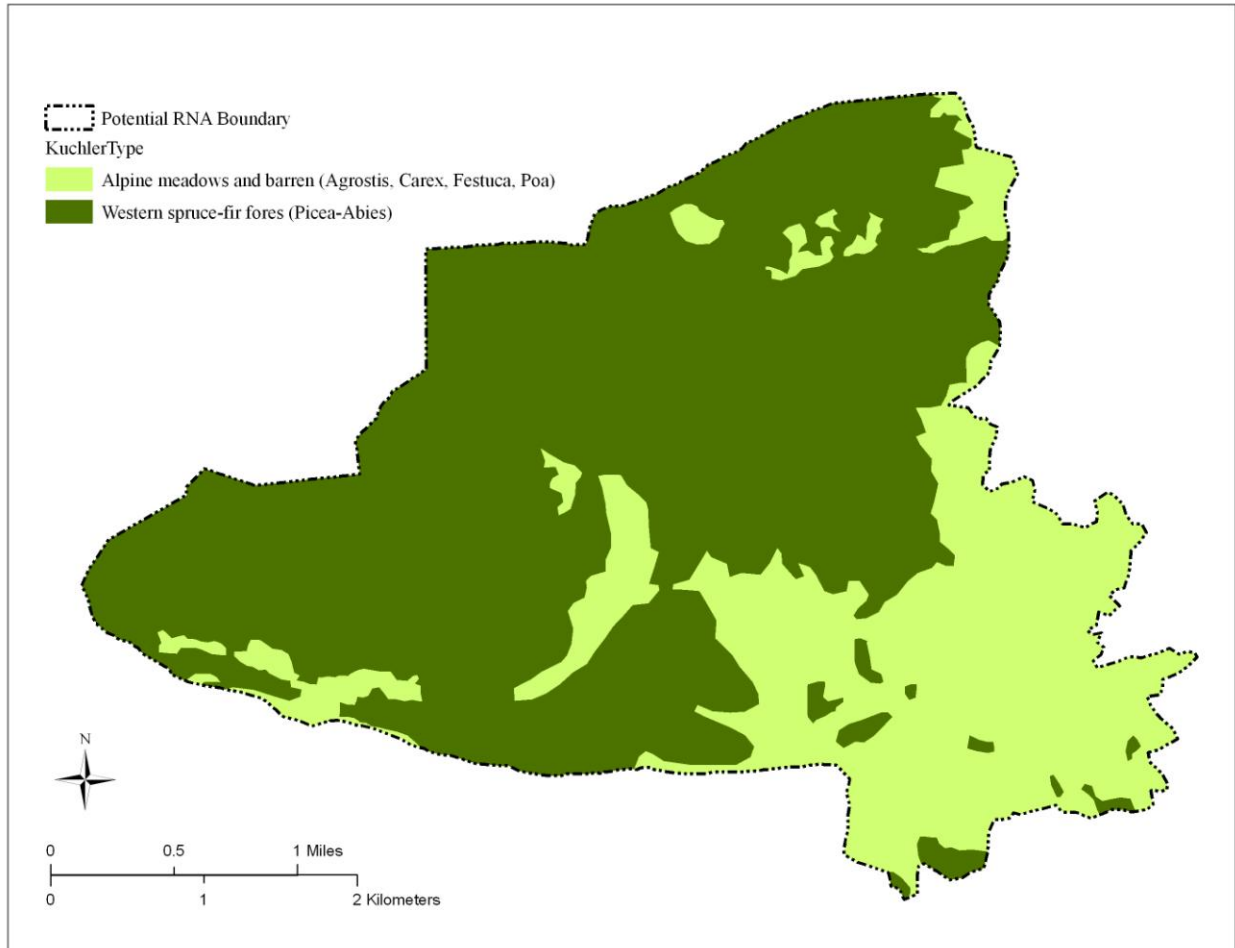 Potential RNA Boundary
KuchlerType
Alpine meadows and barren (Agrostis, Carex, Festuca, Poa)
Western spruce-fir fores (Picea-Abies)
N
0 0.5 1 Miles
0 1 2 Kilometers